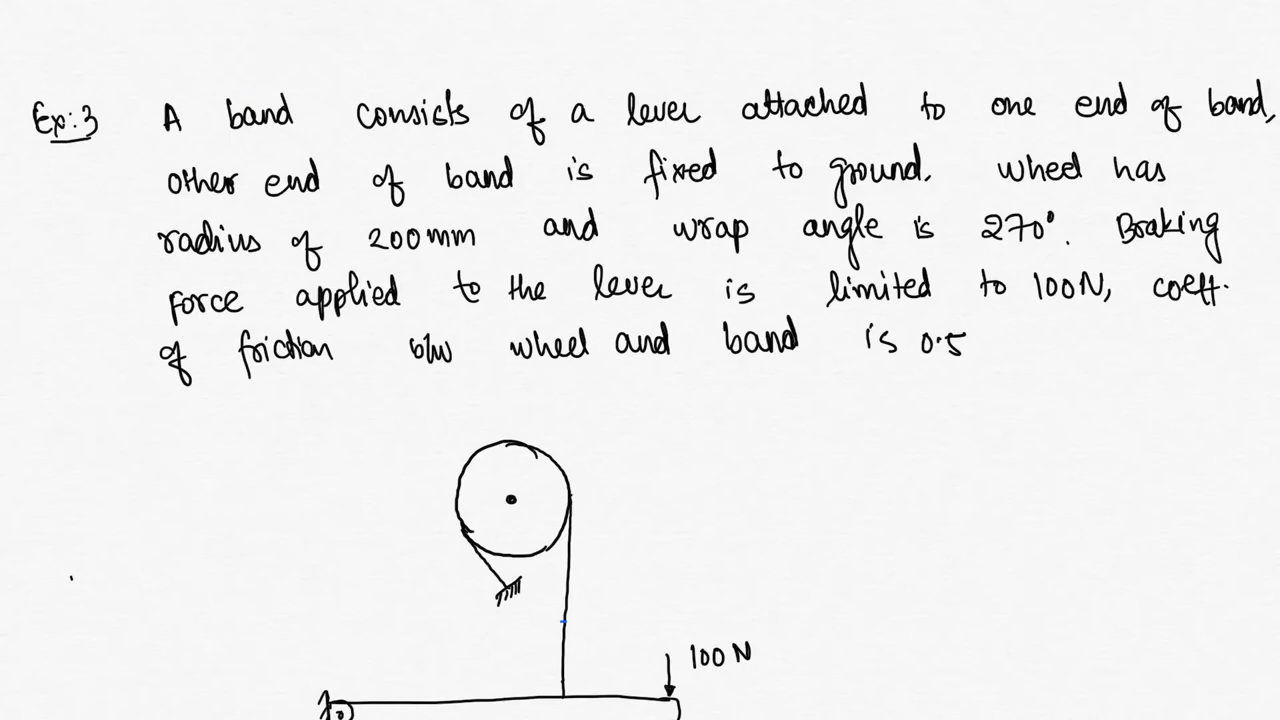 Ex:3 A band consists of a lever attached to one end of band,
other end of band is fixed to ground. Wheel has
radius of 200mm and wrap angle is 270°. Braking
Force applied to the lever is limited to 100N, coeff.
of friction b/w wheel and band is 0.5
100 N